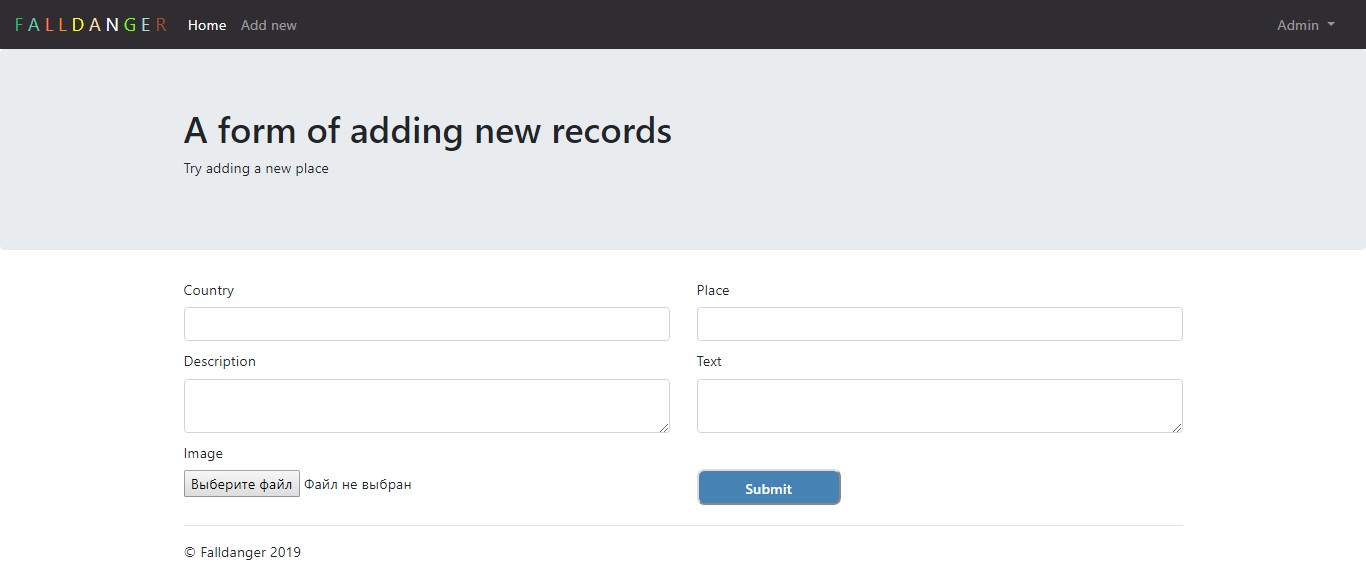 FALLDANGER Home Add new Admin
A form of adding new records
Try adding a new place
Country Place
Description Text
Image
Выберите файл Файл не выбран Submit
© Falldanger 2019